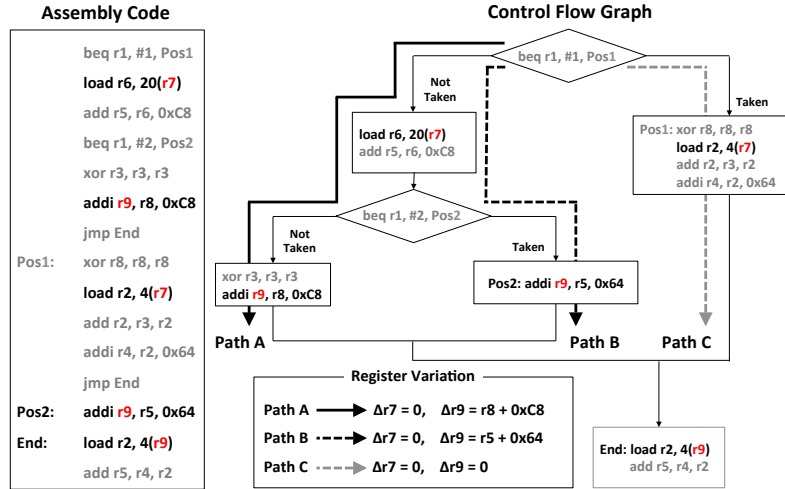 Assembly Code
beq r1, #1, Pos1
load r6, 20(r7)
add r5, r6, 0xC8
beq r1, #2, Pos2
xor r3, r3, r3
addi r9, r8, 0xC8
jmp End
Pos1: xor r8, r8, r8
load r2, 4(r7)
add r2, r3, r2
addi r4, r2, 0x64
jmp End
Pos2: addi r9, r5, 0x64
End: load r2, 4(r9)
add r5, r4, r2
Control Flow Graph
beq r1, #1, Pos1
Not
Taken
Taken
load r6, 20(r7)
add r5, r6, 0xC8
Pos1: xor r8, r8, r8
load r2, 4(r7)
add r2, r3, r2
addi r4, r2, 0x64
beq r1, #2, Pos2
Not
Taken
Taken
xor r3, r3, r3
addi r9, r8, 0xC8
Pos2: addi r9, r5, 0x64
Path A
Path B
Path C
Register Variation
Path A Δr7 = 0, Δr9 = r8 + 0xC8
Path B Δr7 = 0, Δr9 = r5 + 0x64
Path C Δr7 = 0, Δr9 = 0
End: load r2, 4(r9)
add r5, r4, r2